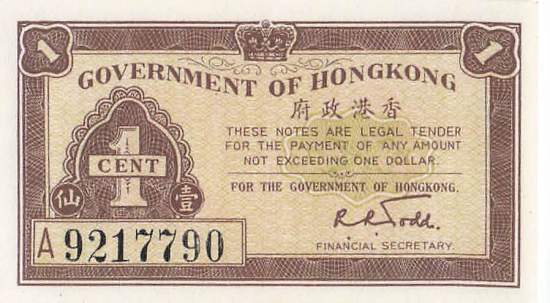 1
1
GOVERNMENT OF HONGKONG
府政港香
THESE NOTES ARE LEGAL TENDER
FOR THE PAYMENT OF ANY AMOUNT
NOT EXCEEDING ONE DOLLAR.
FOR THE GOVERNMENT OF HONGKONG.
1
CENT
仙 壹
R. R. Todd.
FINANCIAL SECRETARY.
A 9217790